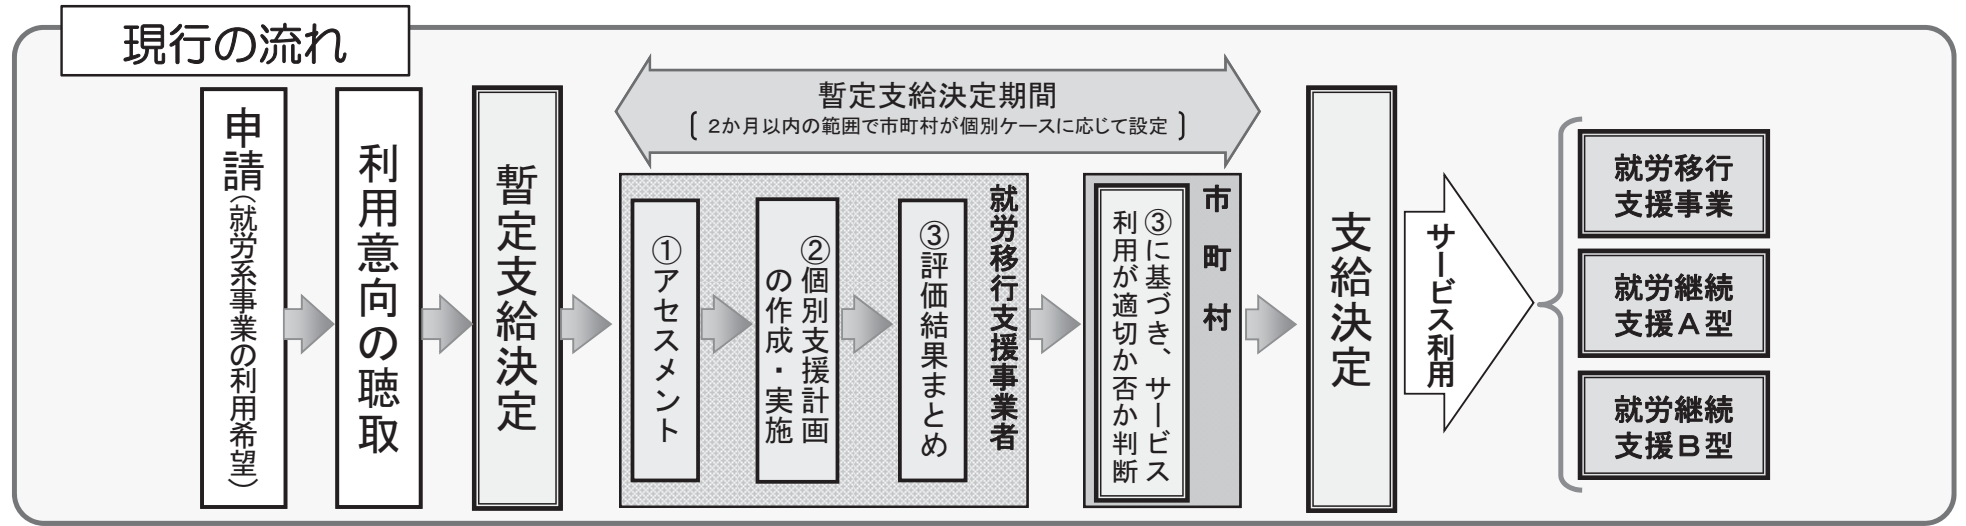 現行の流れ
申請(就労系事業の利用希望)
利用意向の聴取
暫定支給決定
暫定支給決定期間
〔 2か月以内の範囲で市町村が個別ケースに応じて設定 〕
就労移行支援事業者
①アセスメント
②個別支援計画
の作成・実施
③評価結果まとめ
市町村
③に基づき、サービス
利用が適切か否か判断
支給決定
サービス利用
就労移行
支援事業
就労継続
支援A型
就労継続
支援B型